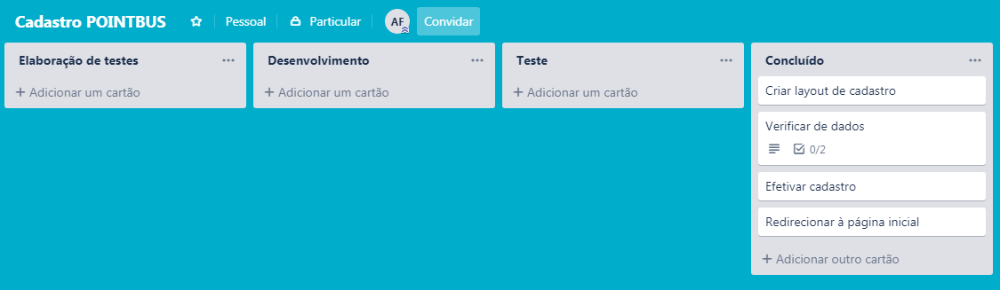 Cadastro POINTBUS
Pessoal
Particular
AF
Convidar
Elaboração de testes
+ Adicionar um cartão
Desenvolvimento
+ Adicionar um cartão
Teste
+ Adicionar um cartão
Concluído
Criar layout de cadastro
Verificar de dados
0/2
Efetivar cadastro
Redirecionar à página inicial
+ Adicionar outro cartão